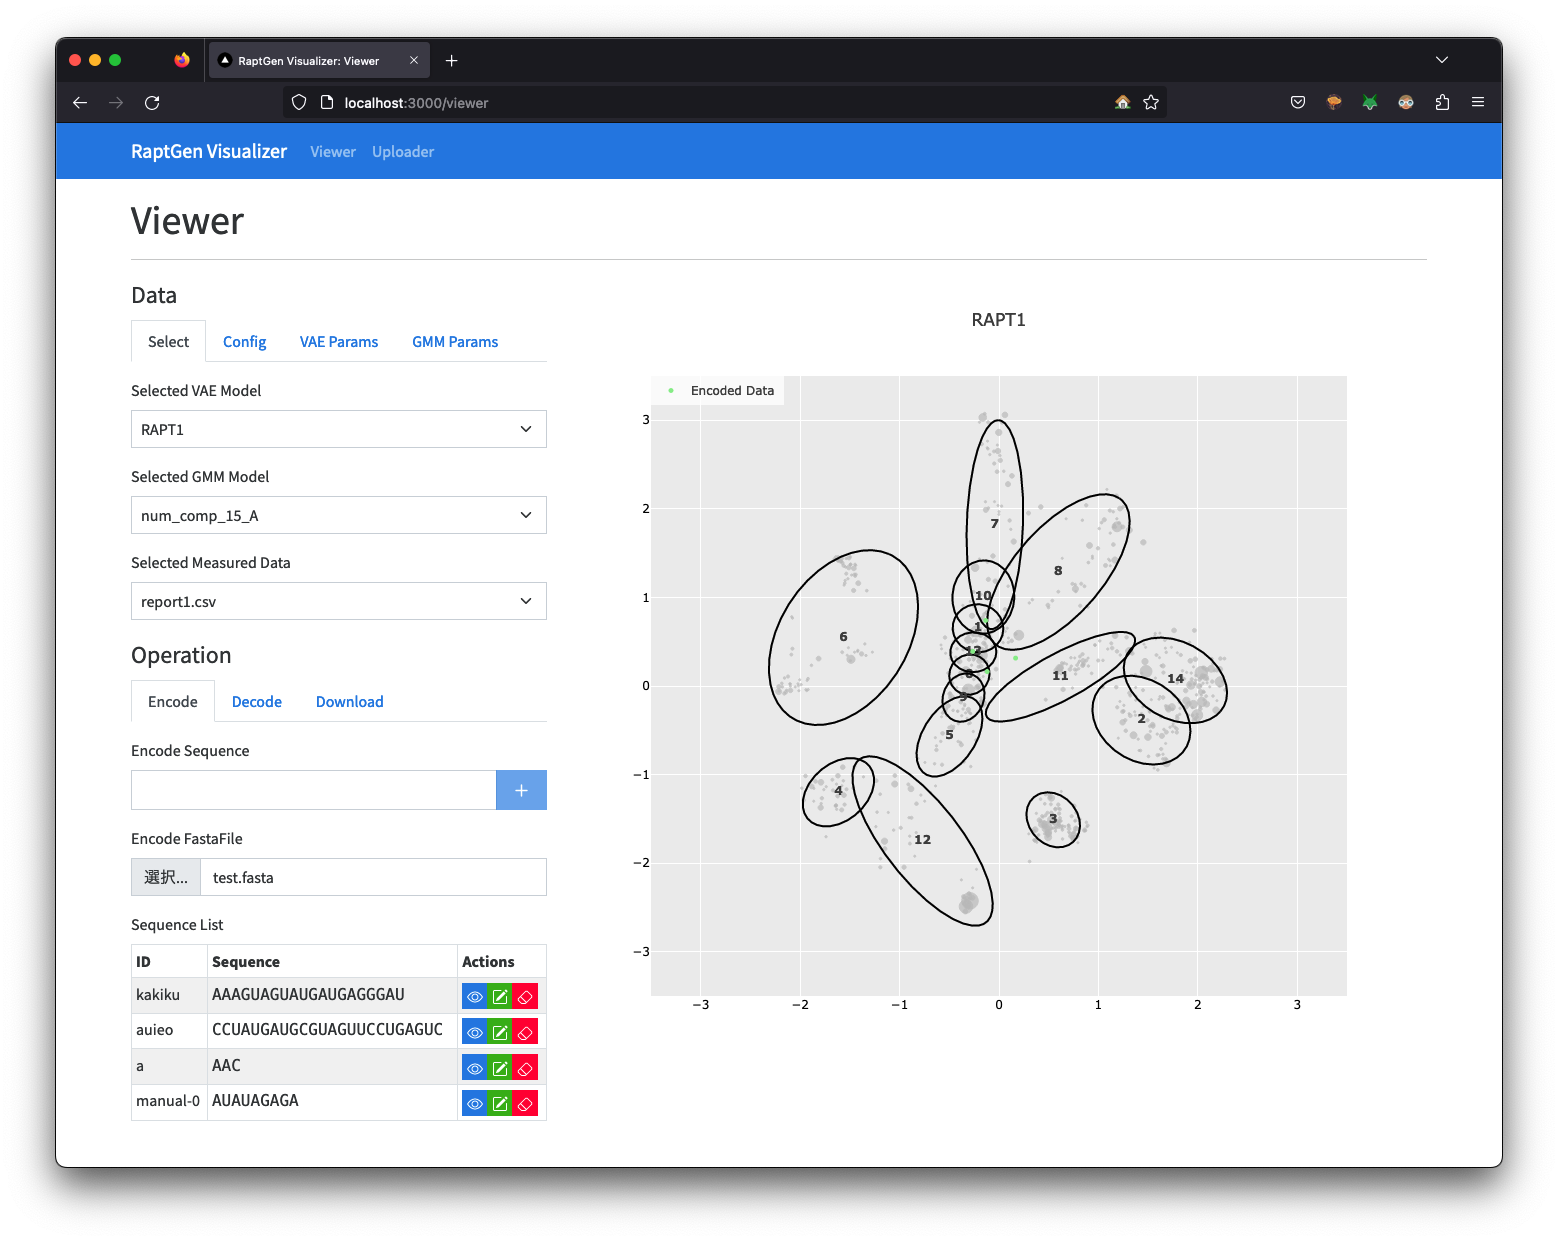 RaptGen Visualizer: Viewer
localhost:3000/viewer
RaptGen Visualizer Viewer Uploader
Viewer
Data
Select Config VAE Params GMM Params
Selected VAE Model
RAPT1
Selected GMM Model
num_comp_15_A
Selected Measured Data
report1.csv
Operation
Encode Decode Download
Encode Sequence
+
Encode FastaFile
選択... test.fasta
Sequence List
ID Sequence Actions
kakiku AAAGUAGUAUGAUGAGGGAU
auieo CCUAUGAUGCGUAGUUCCUGAGUC
a AAC
manual-0 AUAUAGAGA
RAPT1
Encoded Data
3
2
1
0
−1
−2
−3
−3 −2 −1 0 1 2 3
7
8
10
1
6
11
14
2
5
4
3
12